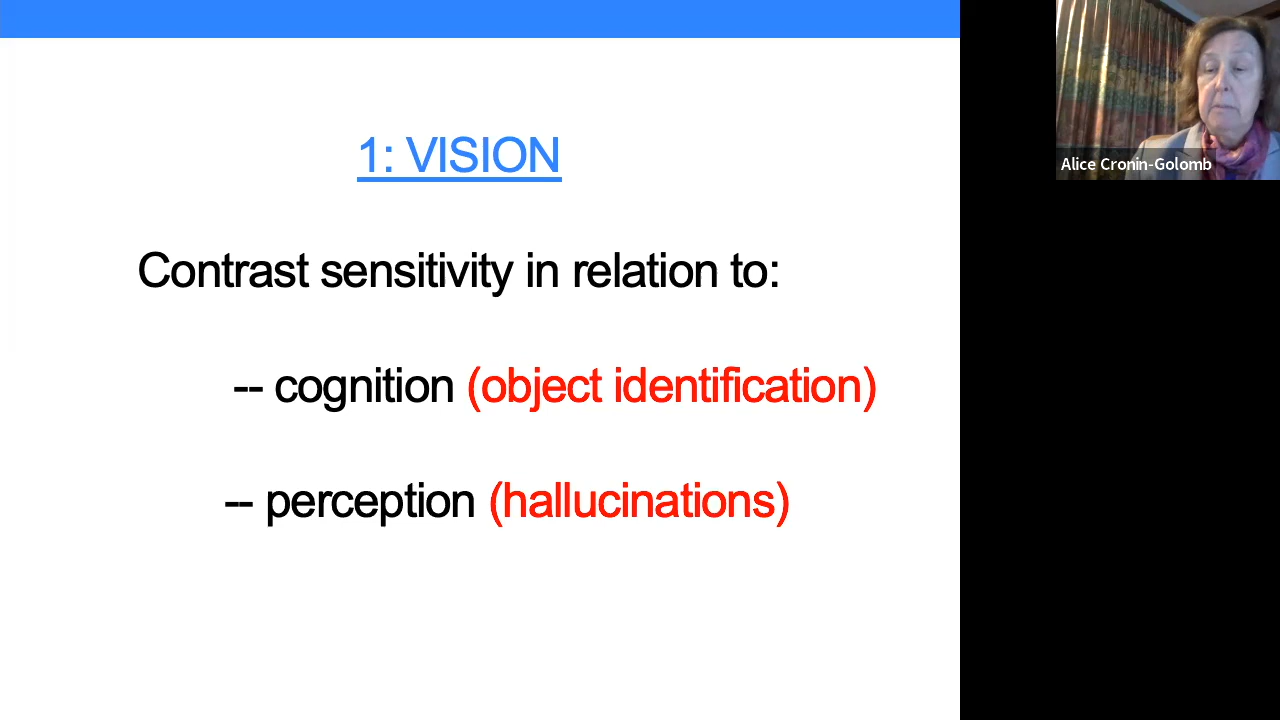 1: VISION
Contrast sensitivity in relation to:
-- cognition (object identification)
-- perception (hallucinations)
Alice Cronin-Golomb